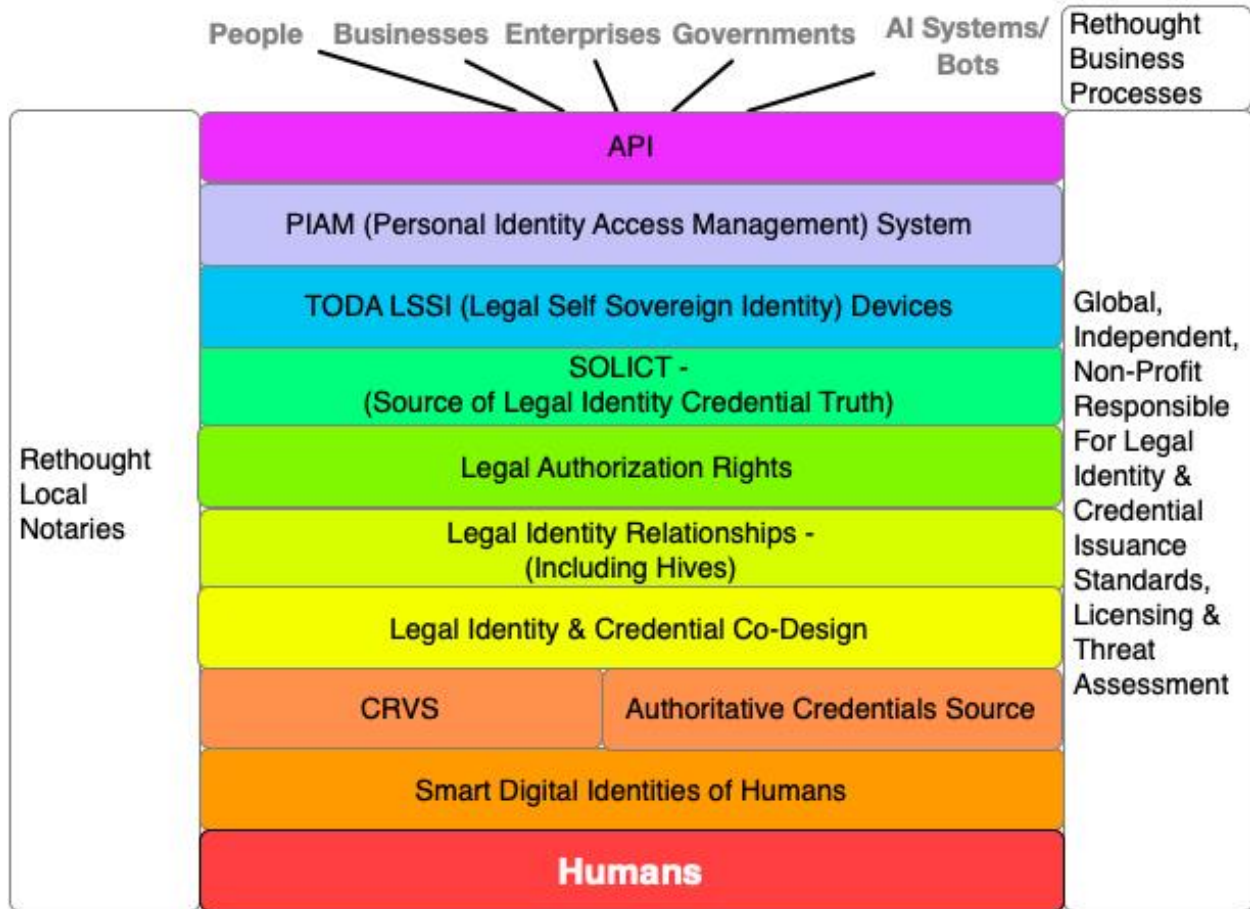 People Businesses Enterprises Governments AI Systems/
Bots
Rethought
Business
Processes
API
PIAM (Personal Identity Access Management) System
TODA LSSI (Legal Self Sovereign Identity) Devices
SOLICT -
(Source of Legal Identity Credential Truth)
Legal Authorization Rights
Legal Identity Relationships -
(Including Hives)
Legal Identity & Credential Co-Design
CRVS
Authoritative Credentials Source
Smart Digital Identities of Humans
Humans
Rethought
Local
Notaries
Global,
Independent,
Non-Profit
Responsible
For Legal
Identity &
Credential
Issuance
Standards,
Licensing &
Threat
Assessment